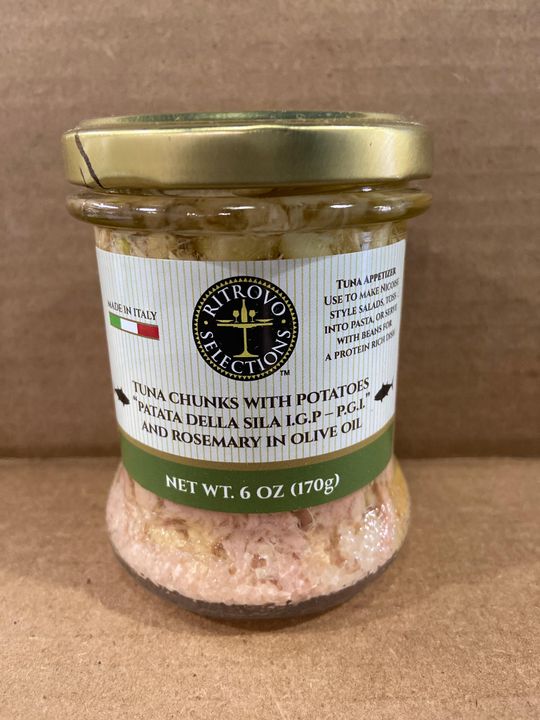 RITROVO
SELECTIONS
TM
MADE IN ITALY
TUNA APPETIZER
USE TO MAKE NICOISE
STYLE SALADS, TOSS
INTO PASTA, OR SERVE
WITH BEANS FOR
A PROTEIN RICH DISH
TUNA CHUNKS WITH POTATOES
"PATATA DELLA SILA I.G.P – P.G.I."
AND ROSEMARY IN OLIVE OIL
NET WT. 6 OZ (170g)